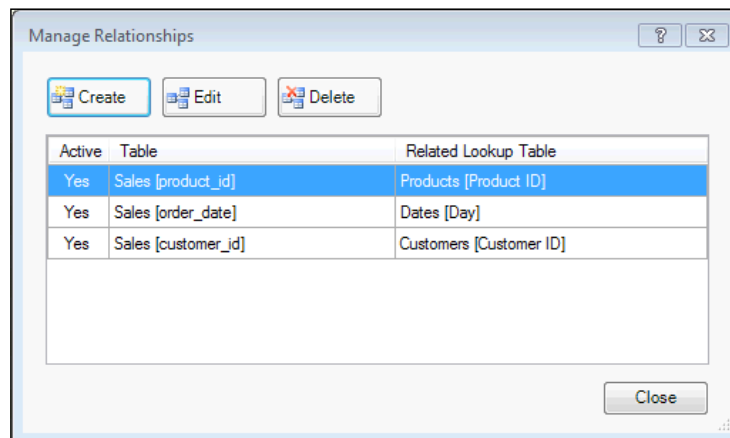 Manage Relationships
Create Edit Delete
Active Table Related Lookup Table
Yes Sales [product_id] Products [Product ID]
Yes Sales [order_date] Dates [Day]
Yes Sales [customer_id] Customers [Customer ID]
Close